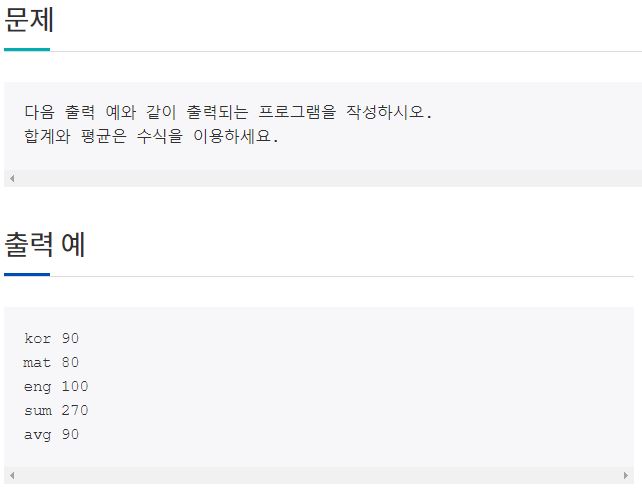 문제
다음 출력 예와 같이 출력되는 프로그램을 작성하시오.
합계와 평균은 수식을 이용하세요.
출력 예
kor 90
mat 80
eng 100
sum 270
avg 90